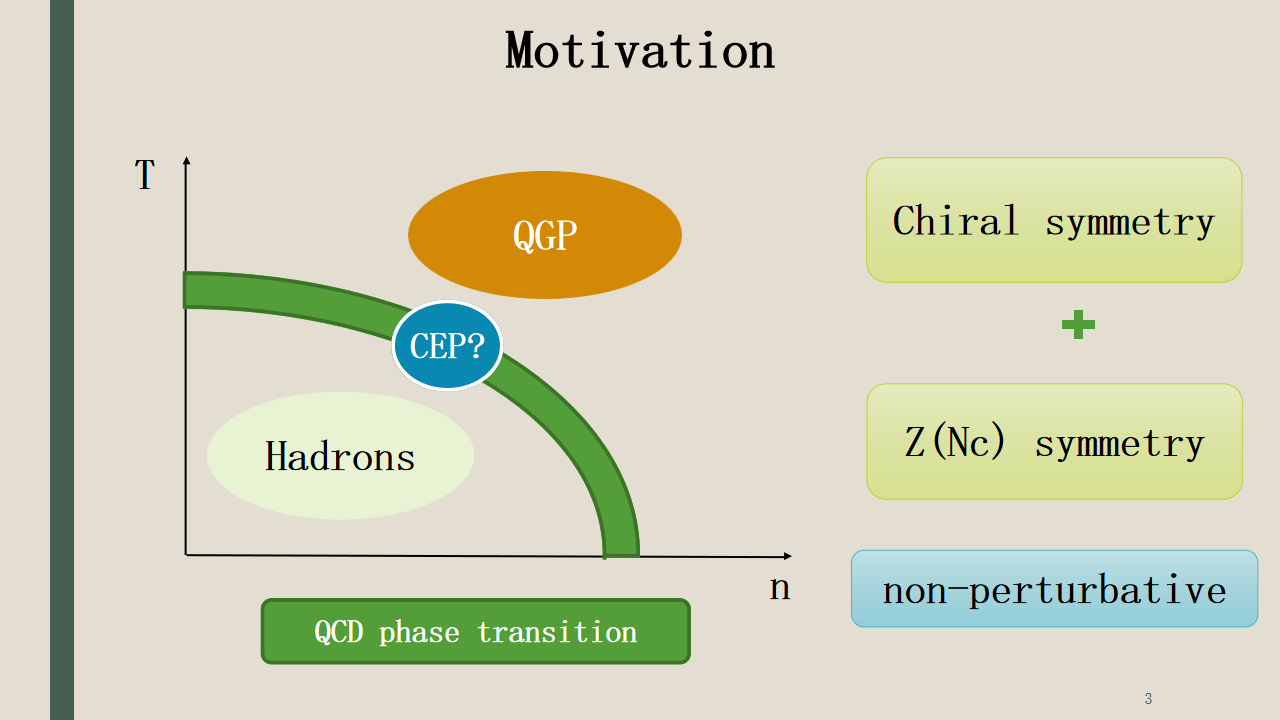 Motivation
T
QGP
CEP?
Hadrons
n
QCD phase transition
Chiral symmetry
Z(Nc) symmetry
non-perturbative
3